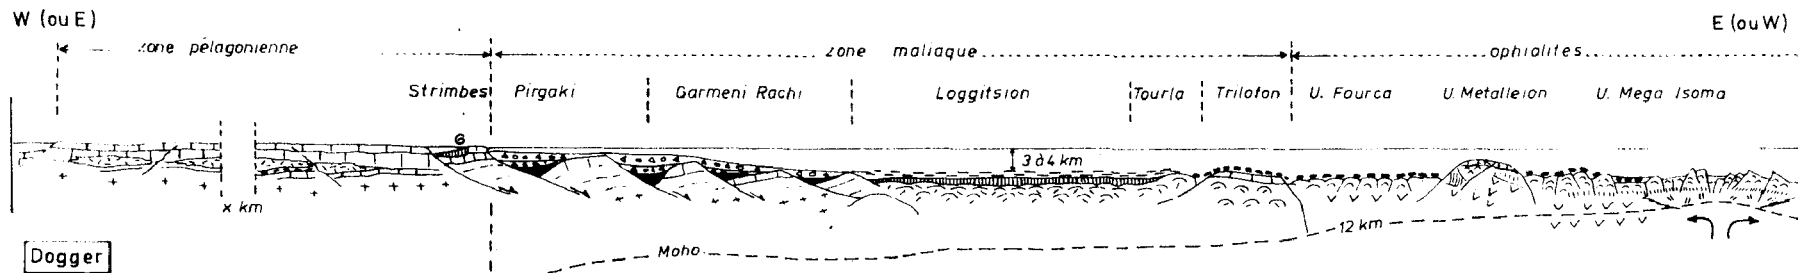 W (ou E) E (ou W)
zone pélagonienne zone maliaque ophiolites
Strimbes Pirgaki Garmeni Rachi Loggitsion Tourla Trilofon U. Fourca U. Metalleion U. Mega Isoma
6
3 à 4 km
x km
12 km
Moho
Dogger